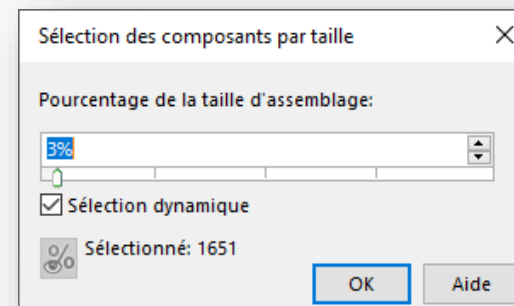 Sélection des composants par taille
Pourcentage de la taille d'assemblage:
3%
Sélection dynamique
Sélectionné: 1651
OK Aide